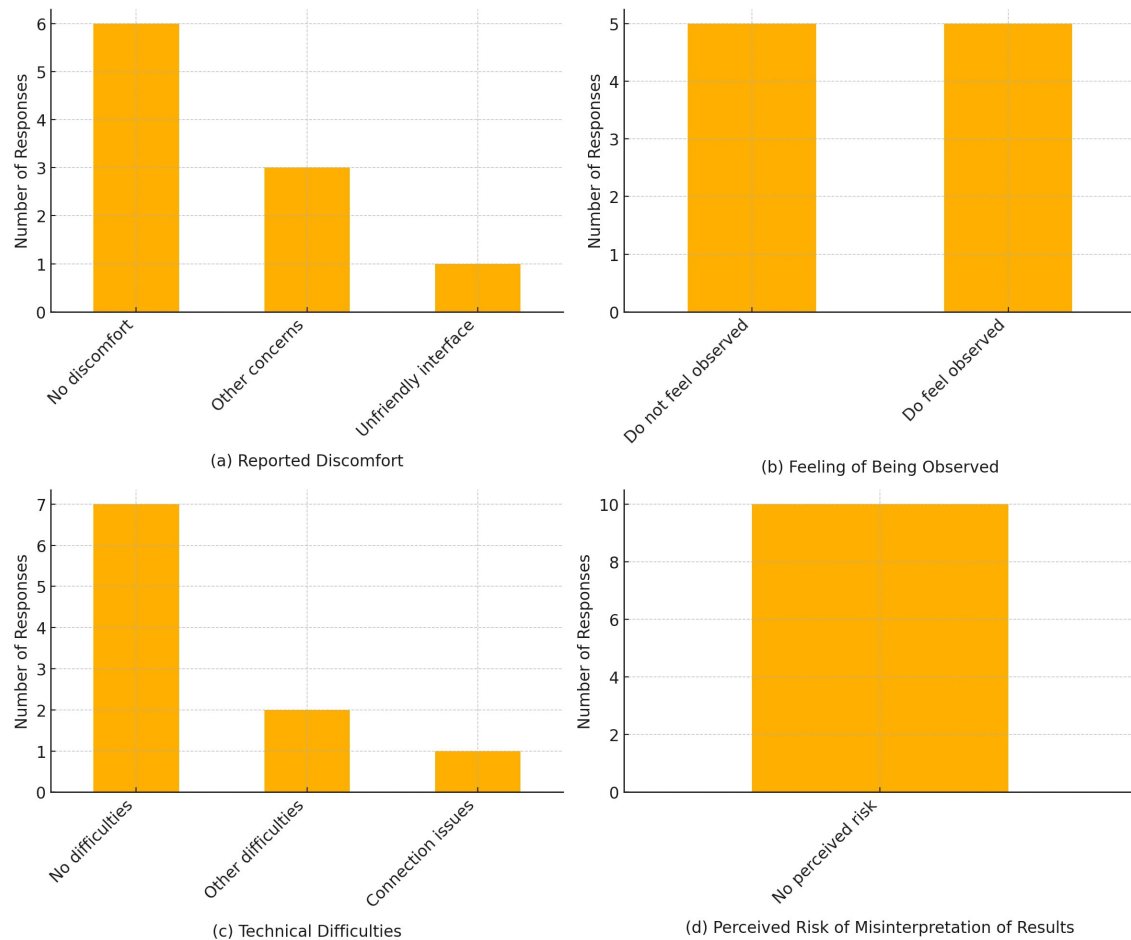 Number of Responses
6
5
4
3
2
1
0
No discomfort
Other concerns
Unfriendly interface
(a) Reported Discomfort
Number of Responses
5
4
3
2
1
0
Do not feel observed
Do feel observed
(b) Feeling of Being Observed
Number of Responses
7
6
5
4
3
2
1
0
No difficulties
Other difficulties
Connection issues
(c) Technical Difficulties
Number of Responses
10
8
6
4
2
0
No perceived risk
(d) Perceived Risk of Misinterpretation of Results